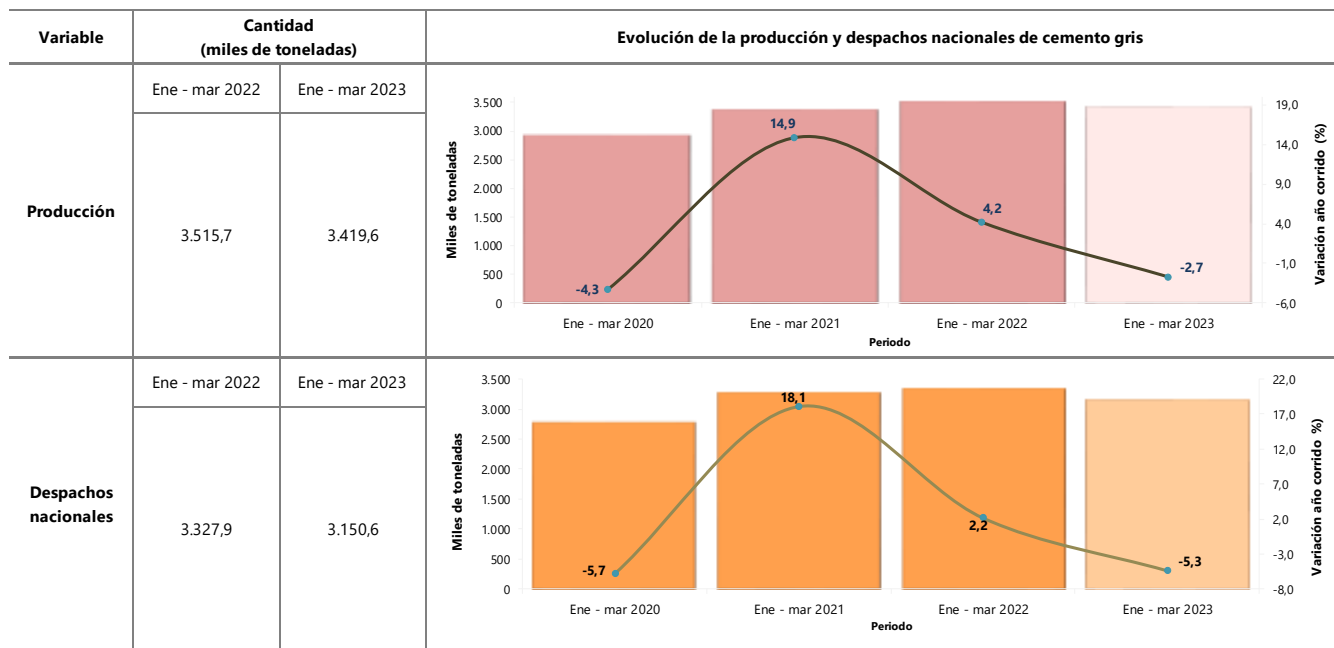 Variable
Cantidad
(miles de toneladas)
Evolución de la producción y despachos nacionales de cemento gris
Producción
Ene - mar 2022
Ene - mar 2023
3.515,7
3.419,6
Miles de toneladas
3.500
3.000
2.500
2.000
1.500
1.000
500
0
-4,3
14,9
4,2
-2,7
19,0
14,0
9,0
4,0
-1,0
-6,0
Variación año corrido (%)
Ene - mar 2020
Ene - mar 2021
Ene - mar 2022
Ene - mar 2023
Periodo
Despachos
nacionales
Ene - mar 2022
Ene - mar 2023
3.327,9
3.150,6
Miles de toneladas
3.500
3.000
2.500
2.000
1.500
1.000
500
0
-5,7
18,1
2,2
-5,3
22,0
17,0
12,0
7,0
2,0
-3,0
-8,0
Variación año corrido %)
Ene - mar 2020
Ene - mar 2021
Ene - mar 2022
Ene - mar 2023
Periodo